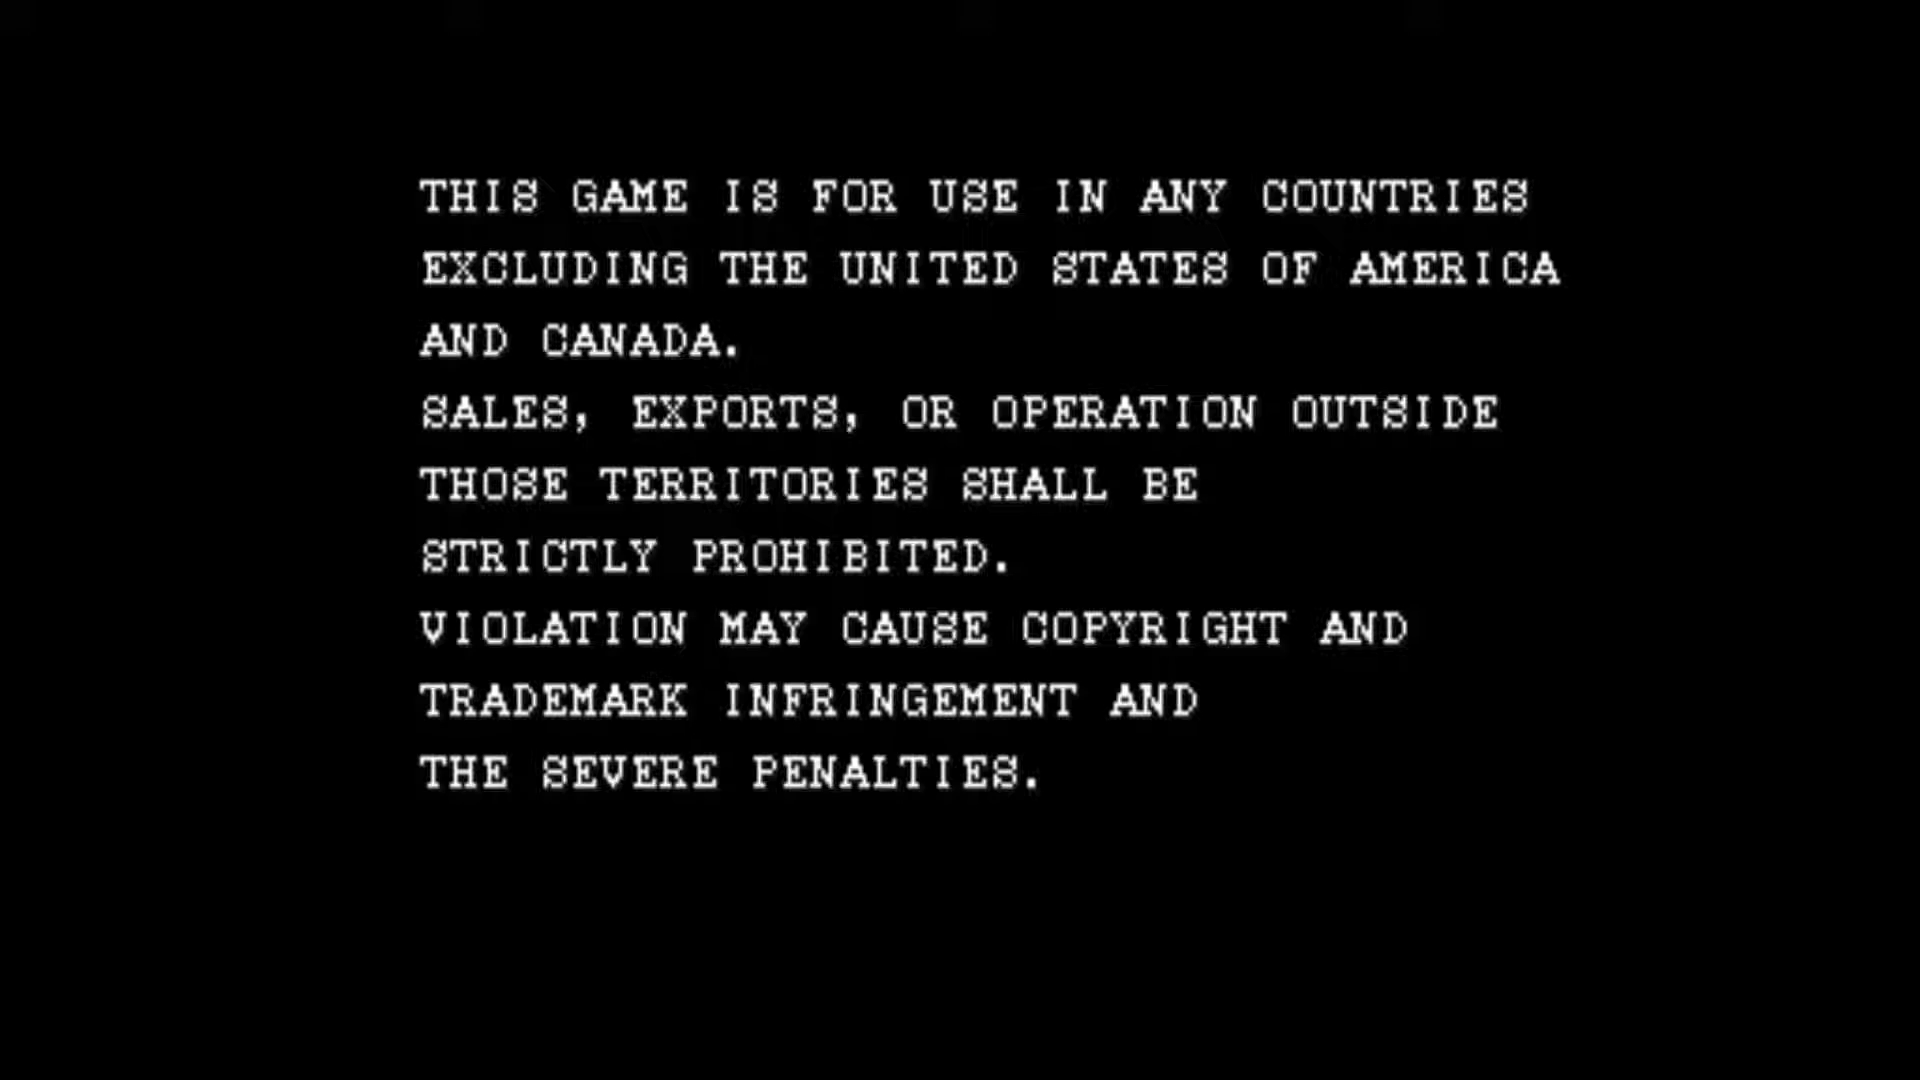 THIS GAME IS FOR USE IN ANY COUNTRIES
EXCLUDING THE UNITED STATES OF AMERICA
AND CANADA.
SALES, EXPORTS, OR OPERATION OUTSIDE
THOSE TERRITORIES SHALL BE
STRICTLY PROHIBITED.
VIOLATION MAY CAUSE COPYRIGHT AND
TRADEMARK INFRINGEMENT AND
THE SEVERE PENALTIES.